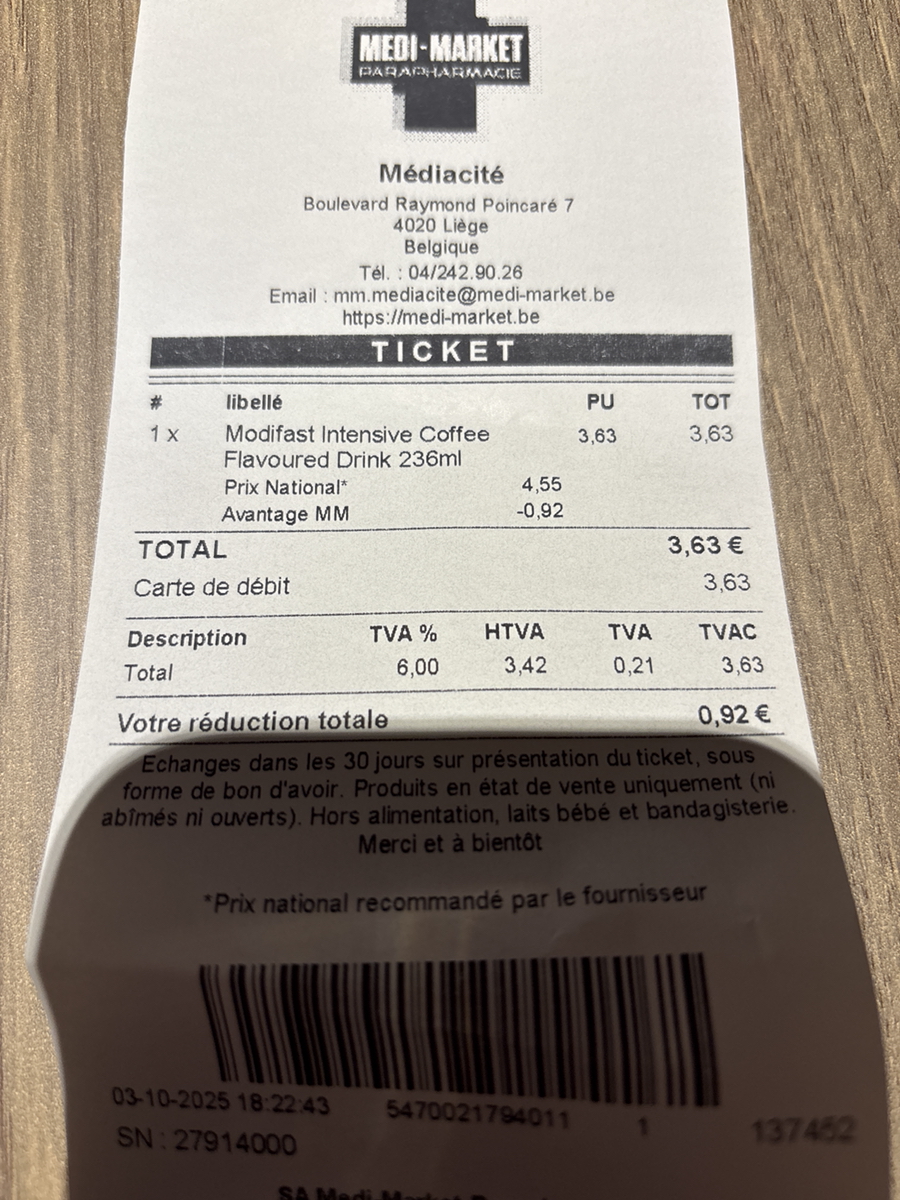 MEDI-MARKET
PARAPHARMACIE
Médiacité
Boulevard Raymond Poincaré 7
4020 Liège
Belgique
Tél. : 04/242.90.26
Email : mm.mediacite@medi-market.be
https://medi-market.be
TICKET
# libellé PU TOT
1 x Modifast Intensive Coffee 3,63 3,63
Flavoured Drink 236ml
Prix National* 4,55
Avantage MM -0,92
TOTAL 3,63 €
Carte de débit 3,63
Description TVA % HTVA TVA TVAC
Total 6,00 3,42 0,21 3,63
Votre réduction totale 0,92 €
Echanges dans les 30 jours sur présentation du ticket, sous
forme de bon d'avoir. Produits en état de vente uniquement (ni
abîmés ni ouverts). Hors alimentation, laits bébé et bandagisterie.
Merci et à bientôt
*Prix national recommandé par le fournisseur
03-10-2025 18:22:43 5470021794011 1 137452
SN : 27914000
SA Medi-Market